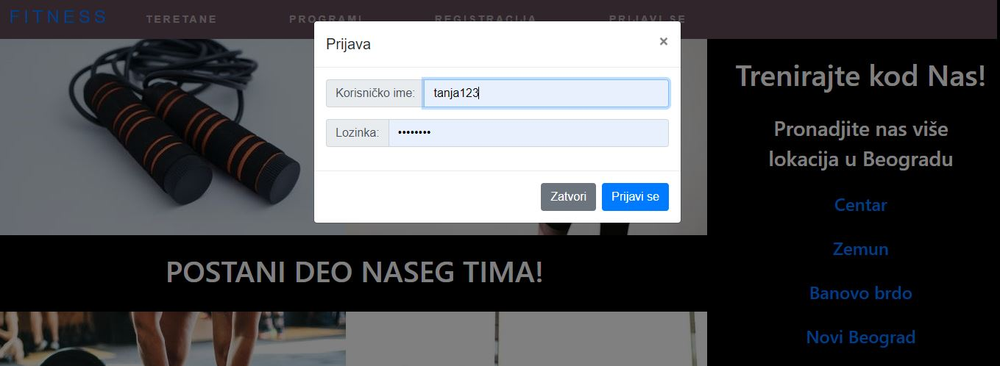 FITNESS
TERETANE
PROGRAMI
REGISTRACIJA
PRIJAVI SE
Prijava
×
Korisničko ime: tanja123
Lozinka: ••••••••
Zatvori
Prijavi se
Trenirajte kod Nas!
Pronadjite nas više
lokacija u Beogradu
Centar
Zemun
Banovo brdo
Novi Beograd
POSTANI DEO NASEG TIMA!